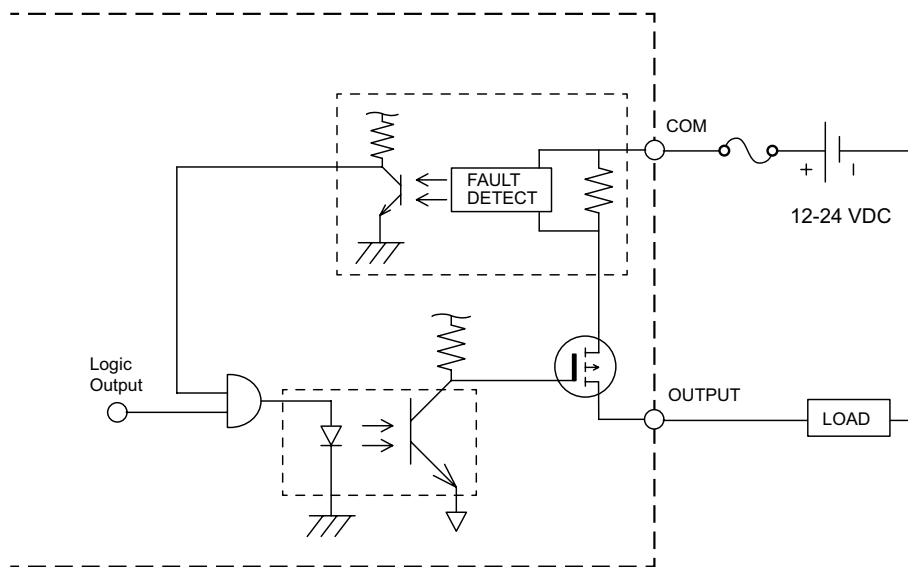 COM
FAULT
DETECT
+ -
12-24 VDC
Logic
Output
OUTPUT
LOAD